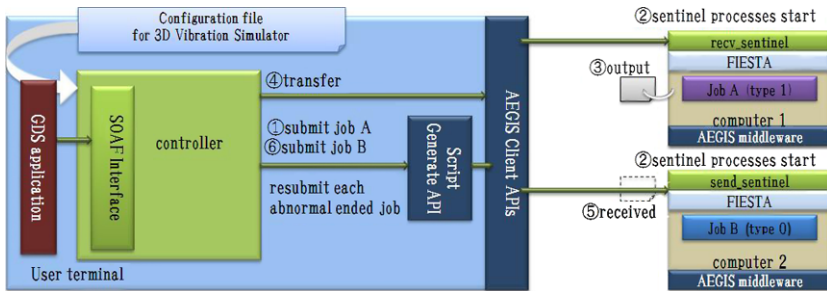 Configuration file
for 3D Vibration Simulator
GDS application
SOAF Interface
controller
④transfer
①submit job A
⑥submit job B
resubmit each
abnormal ended job
Script
Generate API
AEGIS Client APIs
User terminal
②sentinel processes start
recv_sentinel
FIESTA
③output
Job A (type 1)
computer 1
AEGIS middleware
②sentinel processes start
send_sentinel
FIESTA
⑤received
Job B (type 0)
computer 2
AEGIS middleware